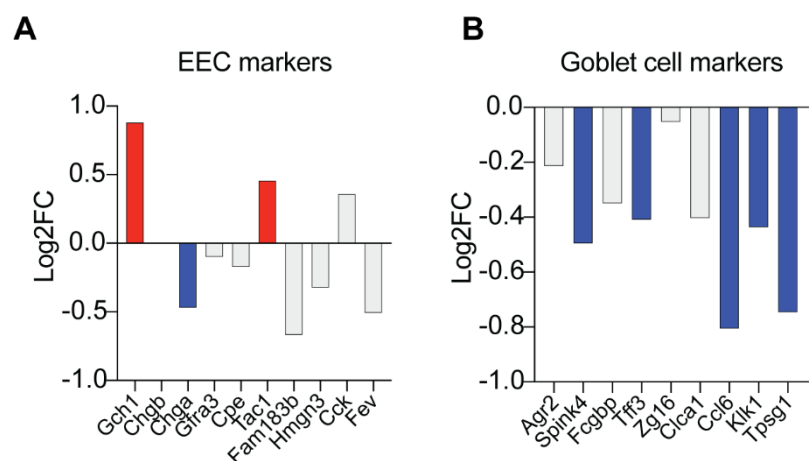 A
EEC markers
Log2FC
1.0
0.5
0.0
-0.5
-1.0
Gch1
Chgb
Chga
Gfra3
Cpe
Tac1
Fam183b
Hmgn3
Cck
Fev
B
Goblet cell markers
Log2FC
0.0
-0.2
-0.4
-0.6
-0.8
-1.0
Agr2
Spink4
Fcgbp
Tff3
Zg16
Clca1
Ccl6
Klk1
Tpsg1